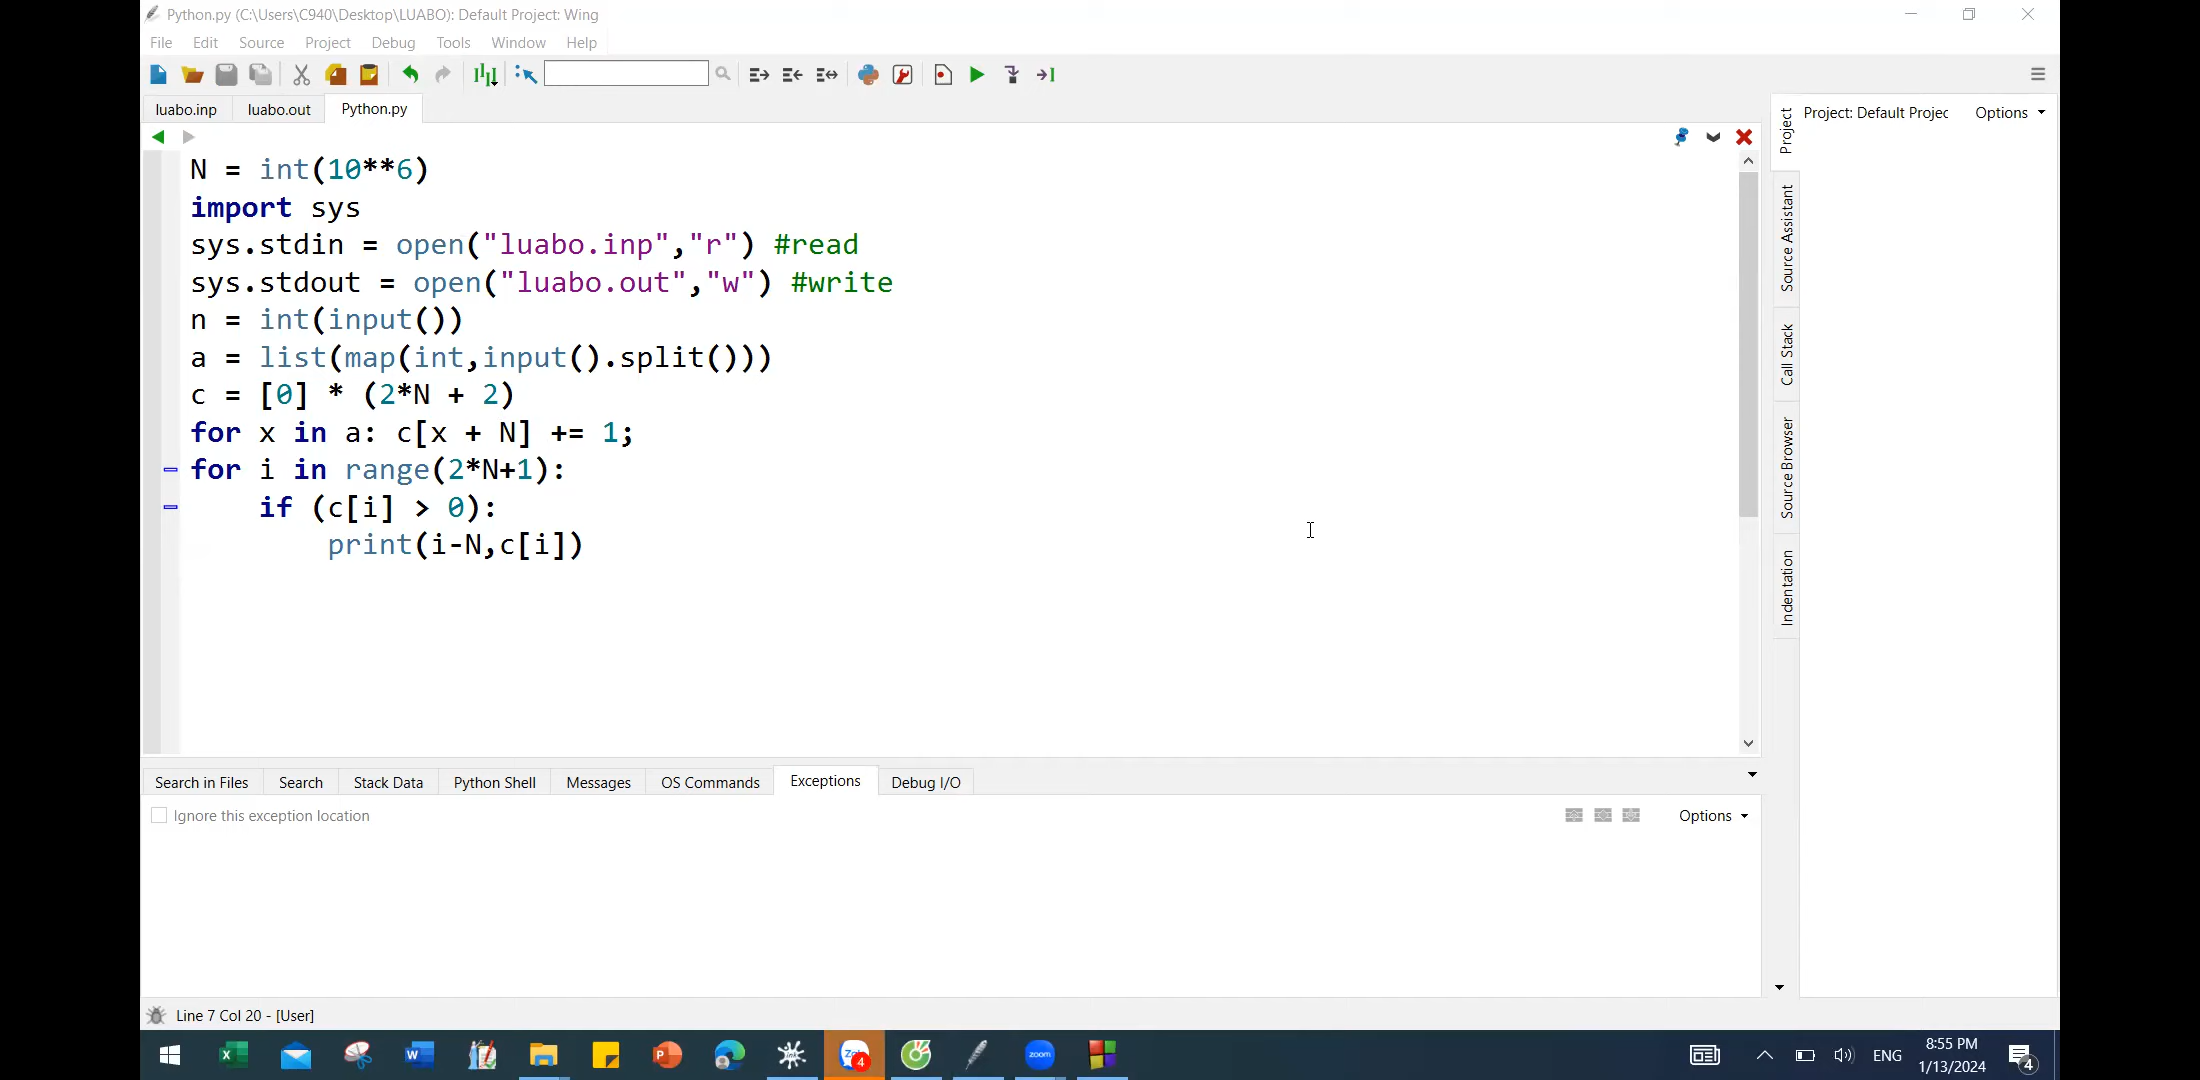 Python.py (C:\Users\C940\Desktop\LUABO): Default Project: Wing
File Edit Source Project Debug Tools Window Help
luabo.inp luabo.out Python.py
N = int(10**6)
import sys
sys.stdin = open("luabo.inp","r") #read
sys.stdout = open("luabo.out","w") #write
n = int(input())
a = list(map(int,input().split()))
c = [0] * (2*N + 2)
for x in a: c[x + N] += 1;
for i in range(2*N+1):
    if (c[i] > 0):
        print(i-N,c[i])
Project: Default Projec Options
Project
Source Assistant
Call Stack
Source Browser
Indentation
Search in Files Search Stack Data Python Shell Messages OS Commands Exceptions Debug I/O
Ignore this exception location Options
Line 7 Col 20 - [User]
zoom
4
ENG
8:55 PM
1/13/2024
4